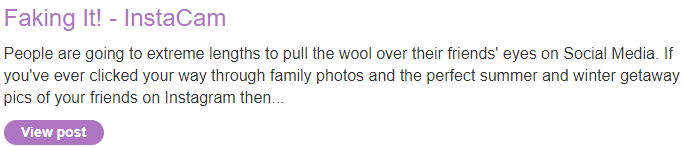 Faking It! - InstaCam
People are going to extreme lengths to pull the wool over their friends' eyes on Social Media. If
you've ever clicked your way through family photos and the perfect summer and winter getaway
pics of your friends on Instagram then...
View post